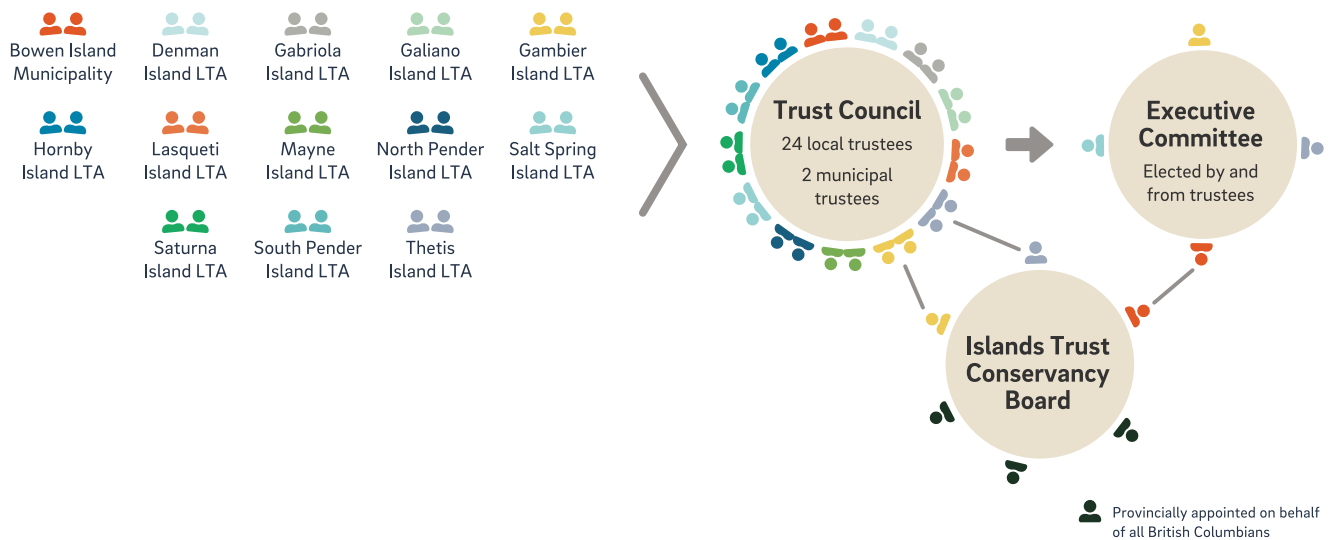 Bowen Island
Municipality
Denman
Island LTA
Gabriola
Island LTA
Galiano
Island LTA
Gambier
Island LTA
Hornby
Island LTA
Lasqueti
Island LTA
Mayne
Island LTA
North Pender
Island LTA
Salt Spring
Island LTA
Saturna
Island LTA
South Pender
Island LTA
Thetis
Island LTA
Trust Council
24 local trustees
2 municipal
trustees
Executive
Committee
Elected by and
from trustees
Islands Trust
Conservancy
Board
Provincially appointed on behalf
of all British Columbians